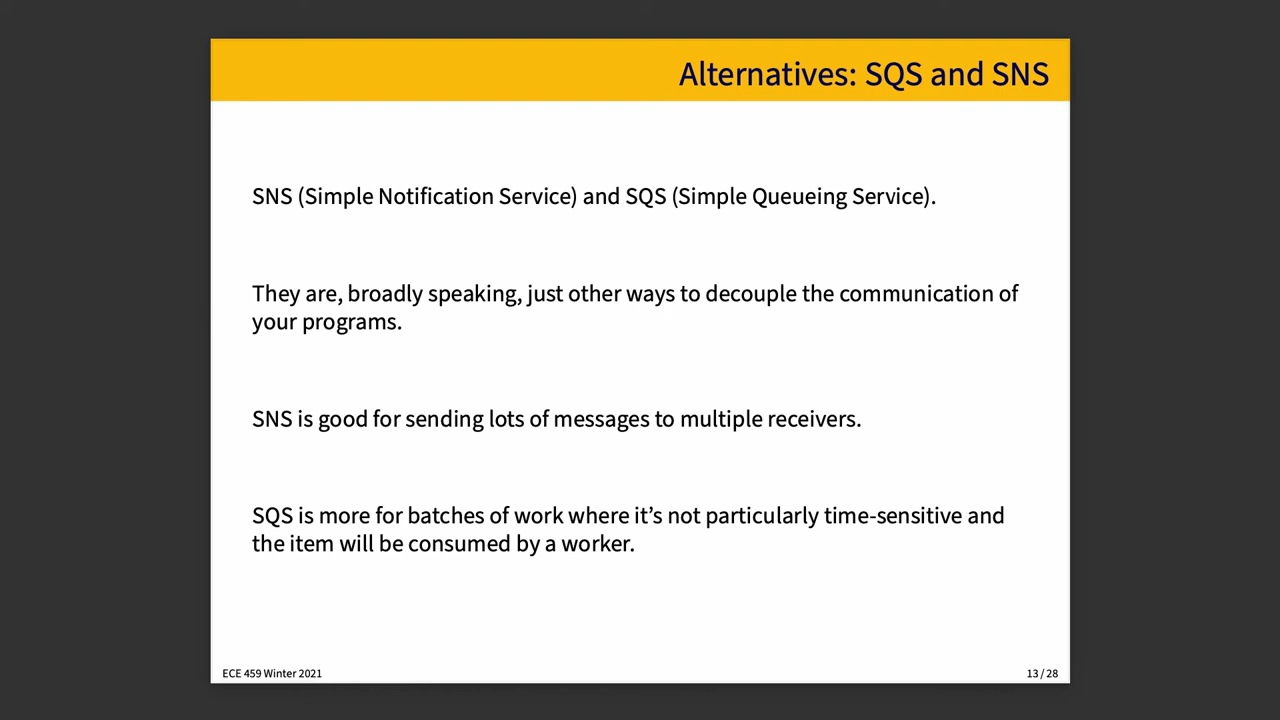 Alternatives: SQS and SNS
SNS (Simple Notification Service) and SQS (Simple Queueing Service).
They are, broadly speaking, just other ways to decouple the communication of
your programs.
SNS is good for sending lots of messages to multiple receivers.
SQS is more for batches of work where it’s not particularly time-sensitive and
the item will be consumed by a worker.
ECE 459 Winter 2021
13 / 28